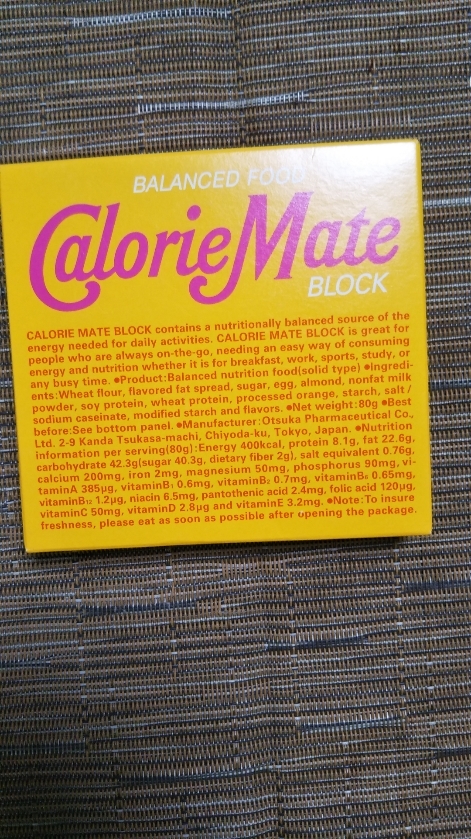 BALANCED FOOD
CalorieMate
BLOCK
CALORIE MATE BLOCK contains a nutritionally balanced source of the
energy needed for daily activities. CALORIE MATE BLOCK is great for
people who are always on-the-go, needing an easy way of consuming
energy and nutrition whether it is for breakfast, work, sports, study, or
any busy time. ●Product:Balanced nutrition food(solid type) ●Ingredi-
ents:Wheat flour, flavored fat spread, sugar, egg, almond, nonfat milk
powder, soy protein, wheat protein, processed orange, starch, salt /
sodium caseinate, modified starch and flavors. ●Net weight:80g ●Best
before:See bottom panel. ●Manufacturer:Otsuka Pharmaceutical Co.,
Ltd. 2-9 Kanda Tsukasa-machi, Chiyoda-ku, Tokyo, Japan. ●Nutrition
information per serving(80g):Energy 400kcal, protein 8.1g, fat 22.6g,
carbohydrate 42.3g(sugar 40.3g, dietary fiber 2g), salt equivalent 0.76g,
calcium 200mg, iron 2mg, magnesium 50mg, phosphorus 90mg, vi-
taminA 385μg, vitaminB₁ 0.6mg, vitaminB₂ 0.7mg, vitaminB₆ 0.65mg,
vitaminB₁₂ 1.2μg, niacin 6.5mg, pantothenic acid 2.4mg, folic acid 120μg,
vitaminC 50mg, vitaminD 2.8μg and vitaminE 3.2mg. ●Note:To insure
freshness, please eat as soon as possible after opening the package.